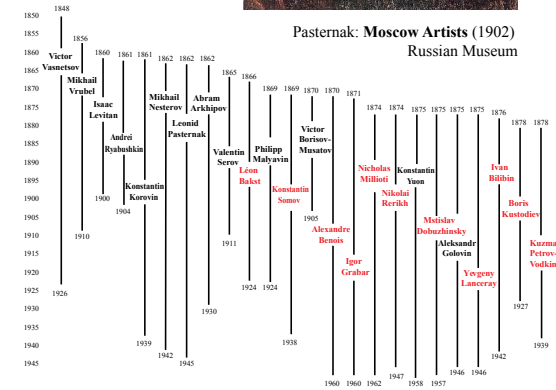 Pasternak: Moscow Artists (1902)
Russian Museum
1850
1855
1860
1865
1870
1875
1880
1885
1890
1895
1900
1905
1910
1915
1920
1925
1930
1935
1940
1945
1848
Victor
Vasnetsov
1926
1856
Mikhail
Vrubel
1910
1860
Isaac
Levitan
1900
1861
Andrei
Ryabushkin
1904
1861
Konstantin
Korovin
1939
1862
Mikhail
Nesterov
1942
1862
Leonid
Pasternak
1945
1862
Abram
Arkhipov
1930
1865
Valentin
Serov
1911
1866
Léon
Bakst
1924
1869
Philipp
Malyavin
1924
1869
Konstantin
Somov
1938
1870
Victor
Borisov-
Musatov
1905
1870
Alexandre
Benois
1960
1871
Igor
Grabar
1960
1874
Nicholas
Millioti
1962
1874
Nikolai
Rerikh
1947
1875
Konstantin
Yuon
1958
1875
Mstislav
Dobuzhinsky
1957
1875
Aleksandr
Golovin
1946
1875
Yevgeny
Lanceray
1946
1876
Ivan
Bilibin
1942
1878
Boris
Kustodiev
1927
1878
Kuzma
Petrov-
Vodkin
1939